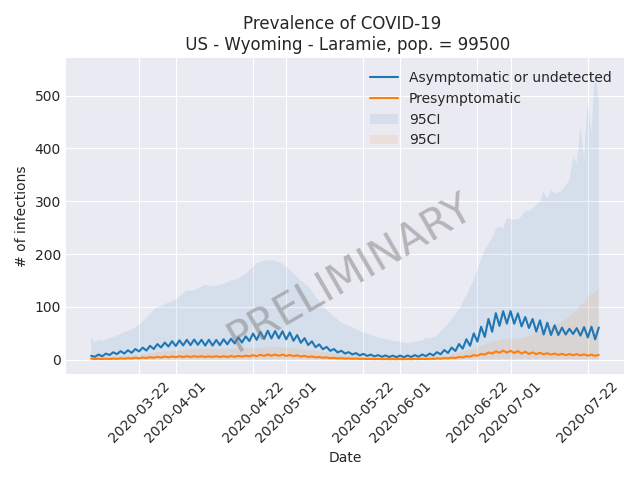 Prevalence of COVID-19
US - Wyoming - Laramie, pop. = 99500
Asymptomatic or undetected
Presymptomatic
95CI
95CI
500
400
300
200
100
0
# of infections
PRELIMINARY
2020-03-22
2020-04-01
2020-04-22
2020-05-01
2020-05-22
2020-06-01
2020-06-22
2020-07-01
2020-07-22
Date